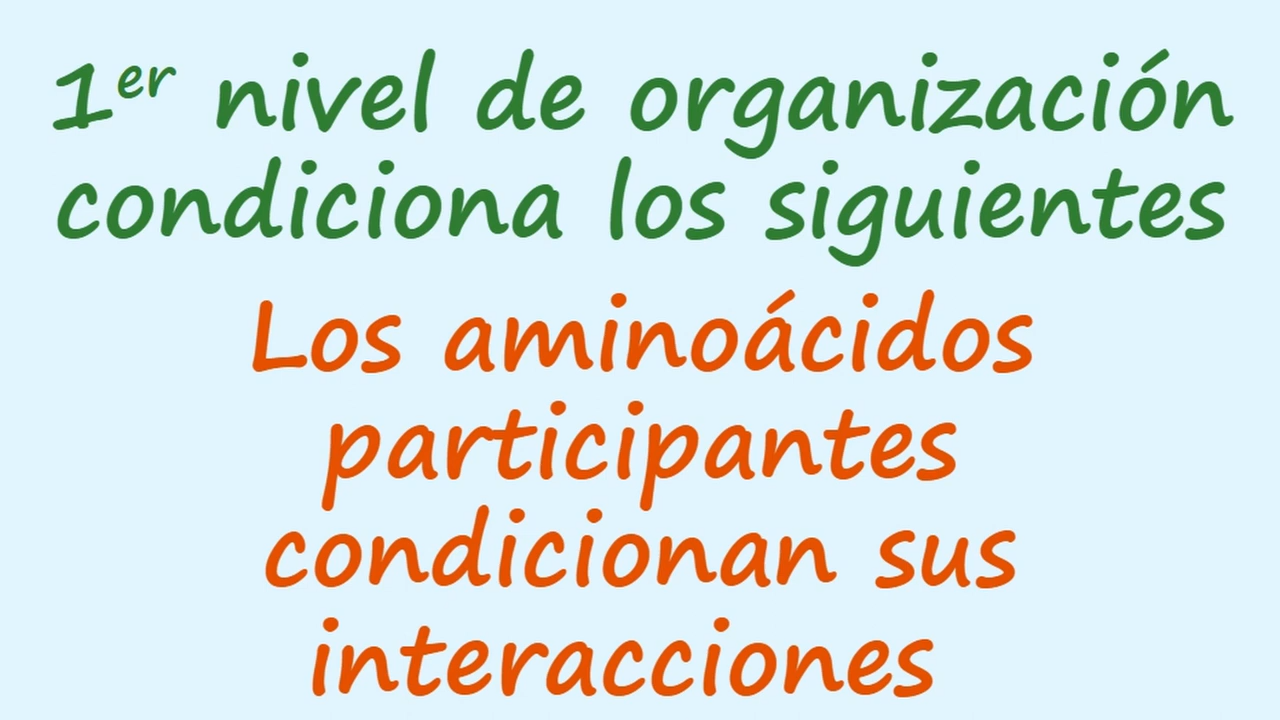 1er nivel de organización
condiciona los siguientes
Los aminoácidos
participantes
condicionan sus
interacciones